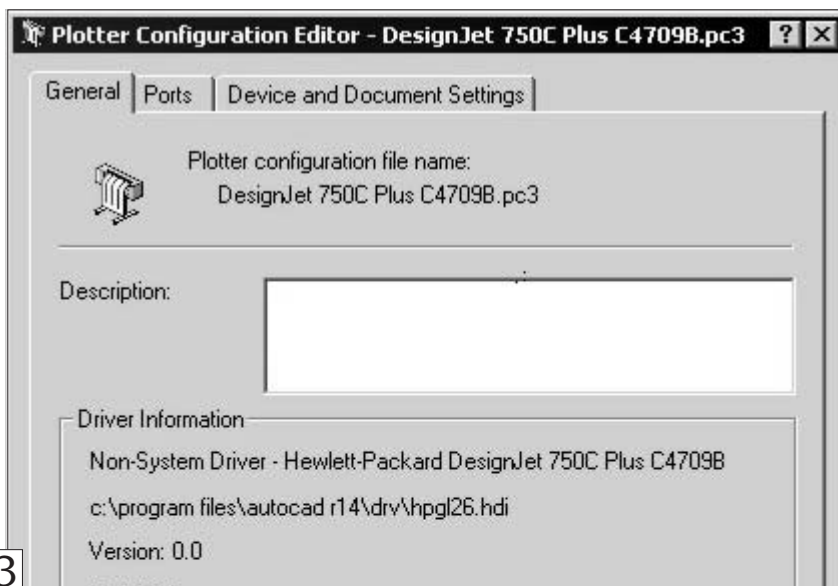 Plotter Configuration Editor - DesignJet 750C Plus C4709B.pc3
General Ports Device and Document Settings
Plotter configuration file name:
DesignJet 750C Plus C4709B.pc3
Description:
Driver Information
Non-System Driver - Hewlett-Packard DesignJet 750C Plus C4709B
c:\program files\autocad r14\drv\hpgl26.hdi
Version: 0.0
3